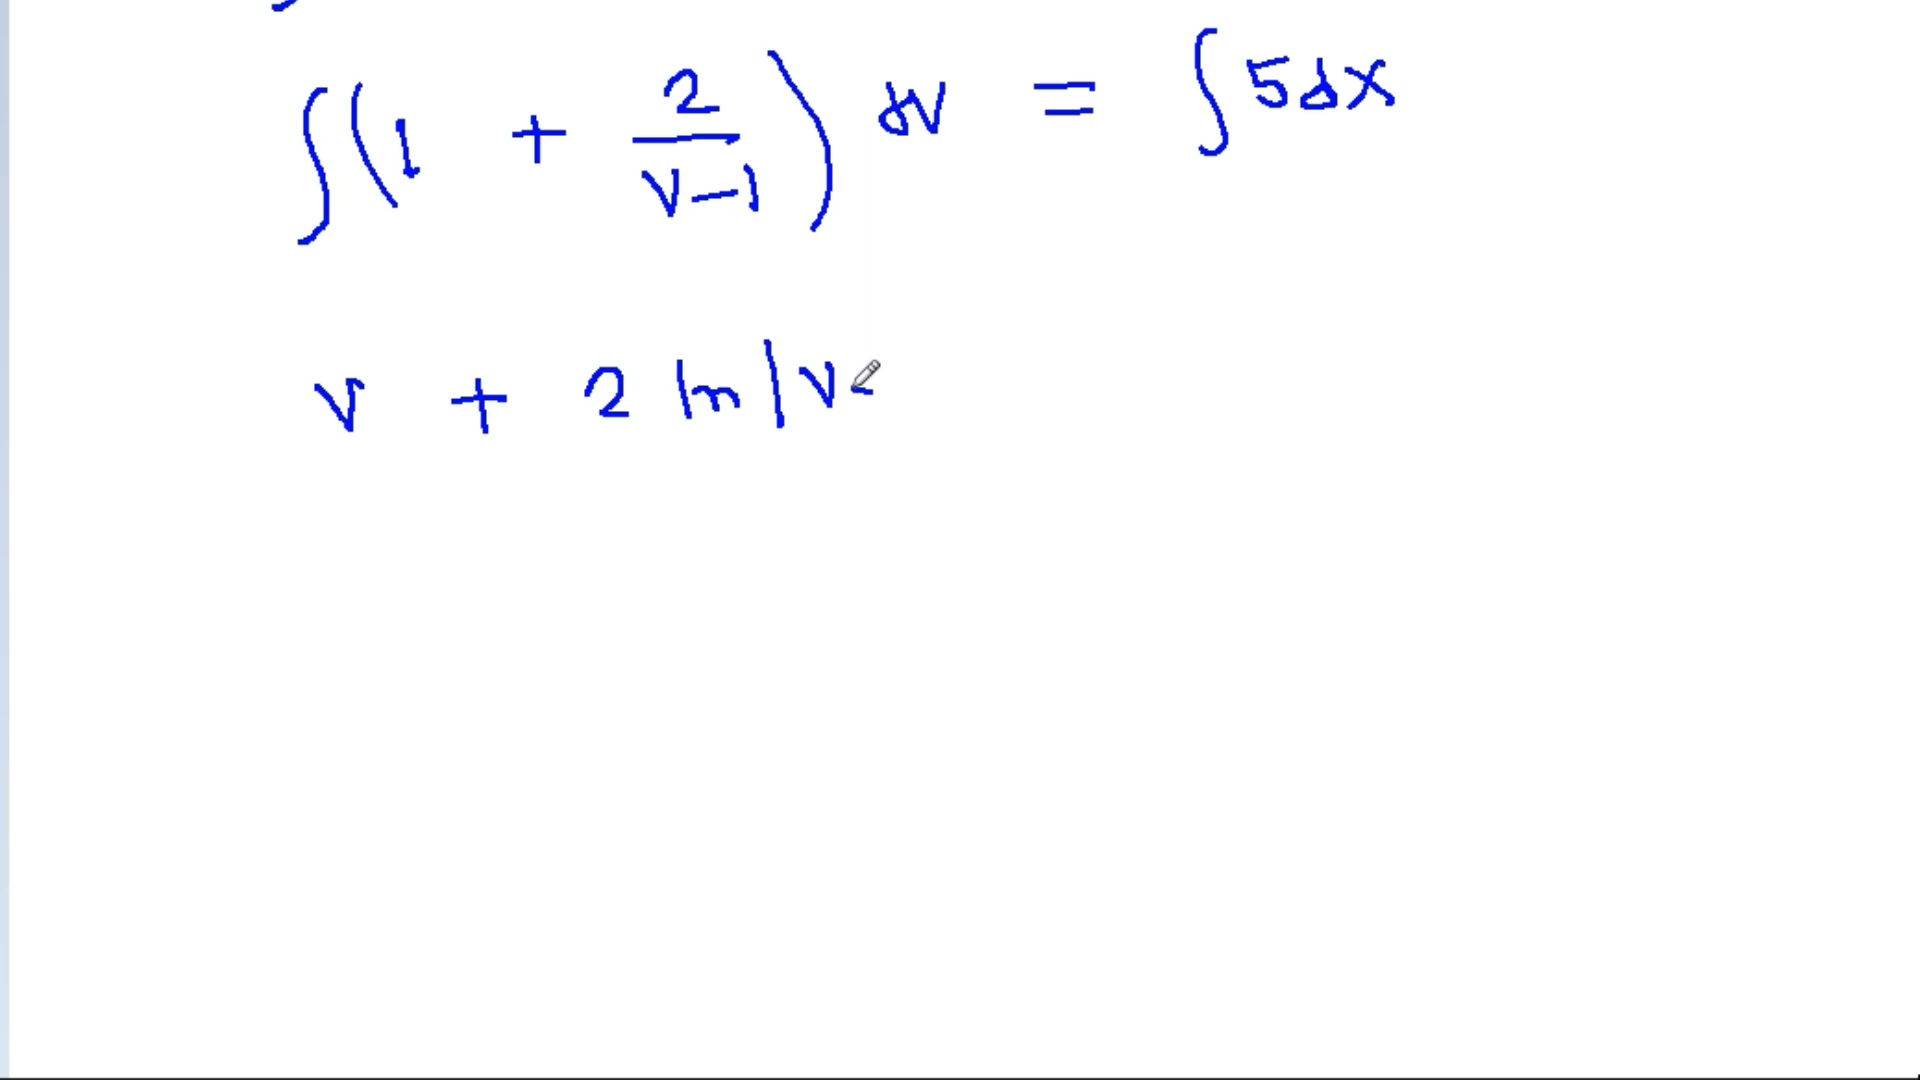 ∫(1 + 2/(v-1)) dv = ∫5dx
v + 2 ln|v-